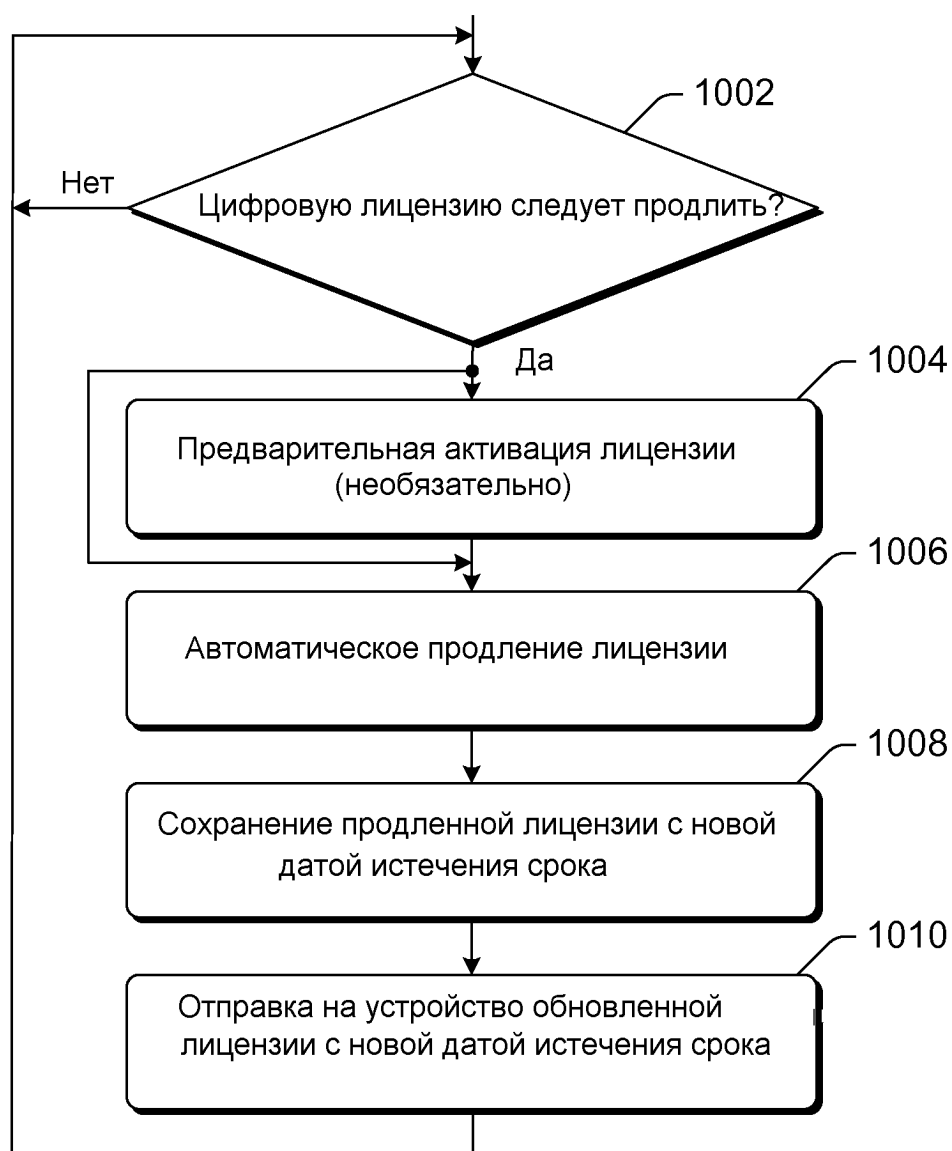 1002
Нет
Цифровую лицензию следует продлить?
Да
1004
Предварительная активация лицензии
(необязательно)
1006
Автоматическое продление лицензии
1008
Сохранение продленной лицензии с новой
датой истечения срока
1010
Отправка на устройство обновленной
лицензии с новой датой истечения срока